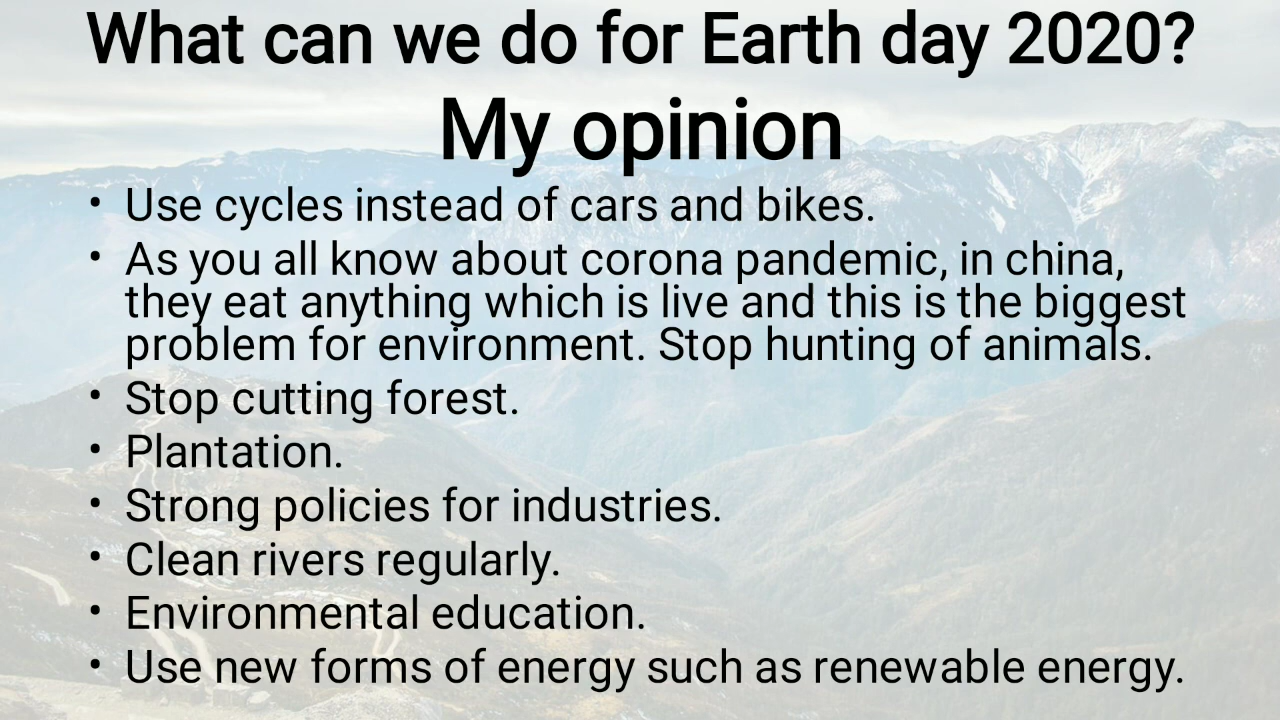 What can we do for Earth day 2020?
My opinion
• Use cycles instead of cars and bikes.
• As you all know about corona pandemic, in china,
they eat anything which is live and this is the biggest
problem for environment. Stop hunting of animals.
• Stop cutting forest.
• Plantation.
• Strong policies for industries.
• Clean rivers regularly.
• Environmental education.
• Use new forms of energy such as renewable energy.